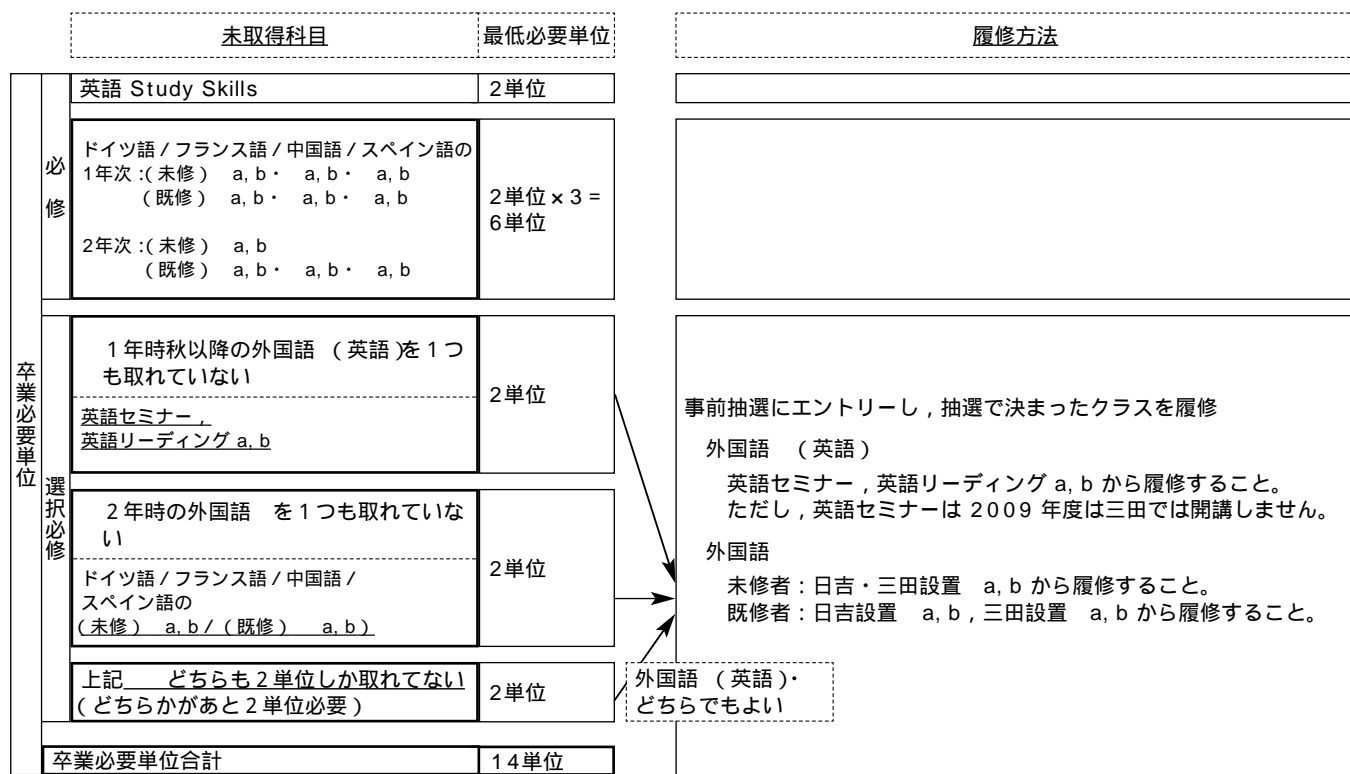 未取得科目 最低必要単位 履修方法
英語 Study Skills 2単位
卒業必要単位
必修
ドイツ語 / フランス語 / 中国語 / スペイン語の
1年次 :( 未修 ) a, b・ a, b・ a, b
( 既修 ) a, b・ a, b・ a, b
2年次 :( 未修 ) a, b
( 既修 ) a, b・ a, b・ a, b
2単位 × 3 =
6単位
選択必修
1年時秋以降の外国語 ( 英語 )を1つ
も取れていない
英語セミナー ,
英語リーディング a, b
2単位
2年時の外国語 を1つも取れていな
い
ドイツ語 / フランス語 / 中国語 /
スペイン語の
( 未修 ) a, b / ( 既修 ) a, b )
2単位
上記 どちらも2単位しか取れてない
( どちらかがあと2単位必要 )
2単位
外国語 ( 英語 )・
どちらでもよい
事前抽選にエントリーし , 抽選で決まったクラスを履修
外国語 ( 英語 )
英語セミナー , 英語リーディング a, b から履修すること。
ただし , 英語セミナーは 2009 年度は三田では開講しません。
外国語
未修者 : 日吉・三田設置 a, b から履修すること。
既修者 : 日吉設置 a, b , 三田設置 a, b から履修すること。
卒業必要単位合計 14単位